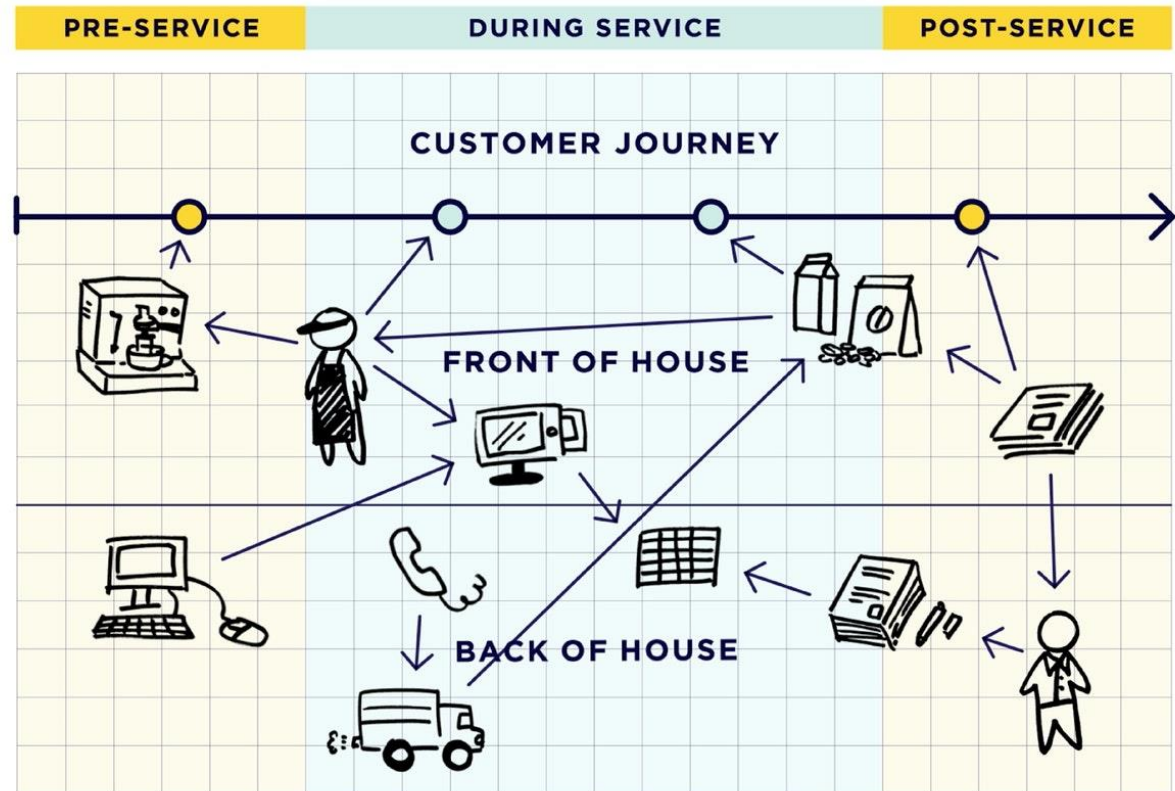 PRE-SERVICE
DURING SERVICE
POST-SERVICE
CUSTOMER JOURNEY
FRONT OF HOUSE
BACK OF HOUSE